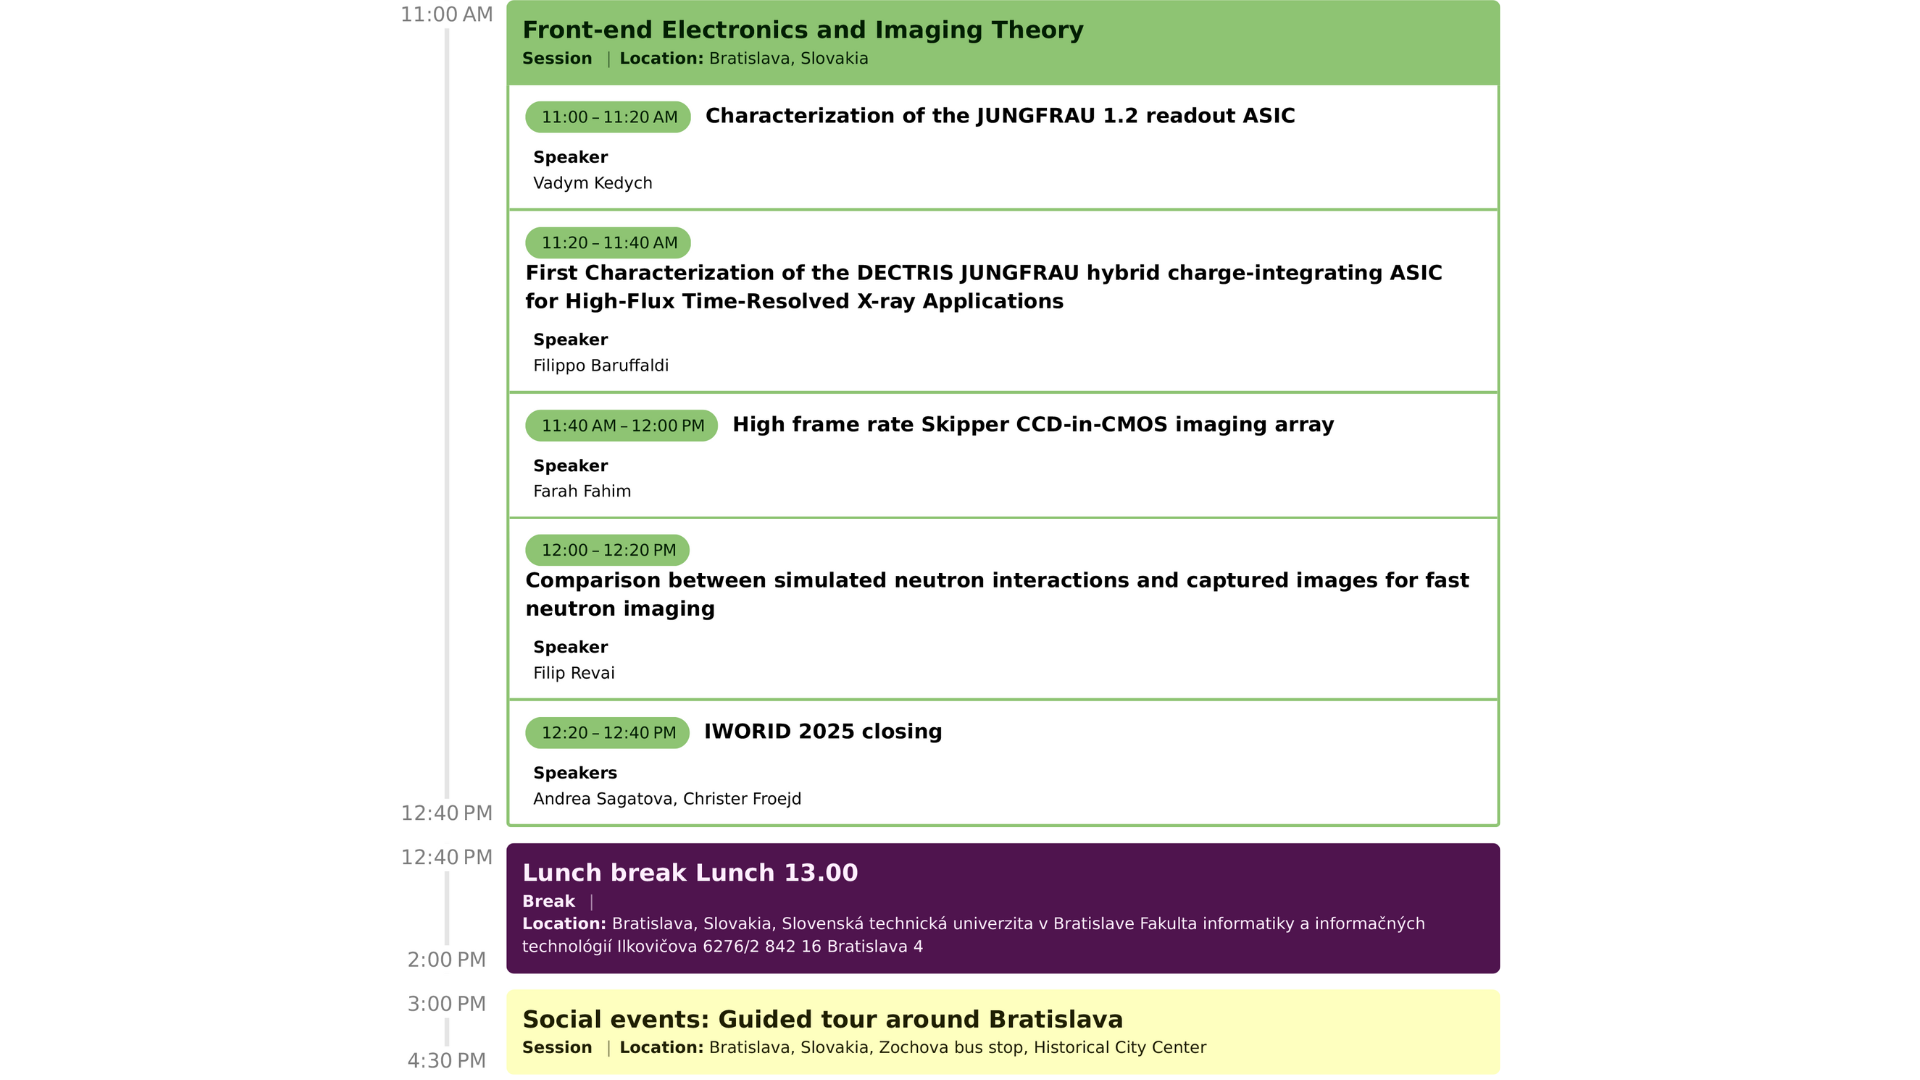 11:00 AM
Front-end Electronics and Imaging Theory
Session | Location: Bratislava, Slovakia
11:00 – 11:20 AM Characterization of the JUNGFRAU 1.2 readout ASIC
Speaker
Vadym Kedych
11:20 – 11:40 AM
First Characterization of the DECTRIS JUNGFRAU hybrid charge-integrating ASIC
for High-Flux Time-Resolved X-ray Applications
Speaker
Filippo Baruffaldi
11:40 AM – 12:00 PM High frame rate Skipper CCD-in-CMOS imaging array
Speaker
Farah Fahim
12:00 – 12:20 PM
Comparison between simulated neutron interactions and captured images for fast
neutron imaging
Speaker
Filip Revai
12:20 – 12:40 PM IWORID 2025 closing
Speakers
Andrea Sagatova, Christer Froejd
12:40 PM
12:40 PM
Lunch break Lunch 13.00
Break |
Location: Bratislava, Slovakia, Slovenská technická univerzita v Bratislave Fakulta informatiky a informačných
technológií Ilkovičova 6276/2 842 16 Bratislava 4
2:00 PM
3:00 PM
Social events: Guided tour around Bratislava
Session | Location: Bratislava, Slovakia, Zochova bus stop, Historical City Center
4:30 PM